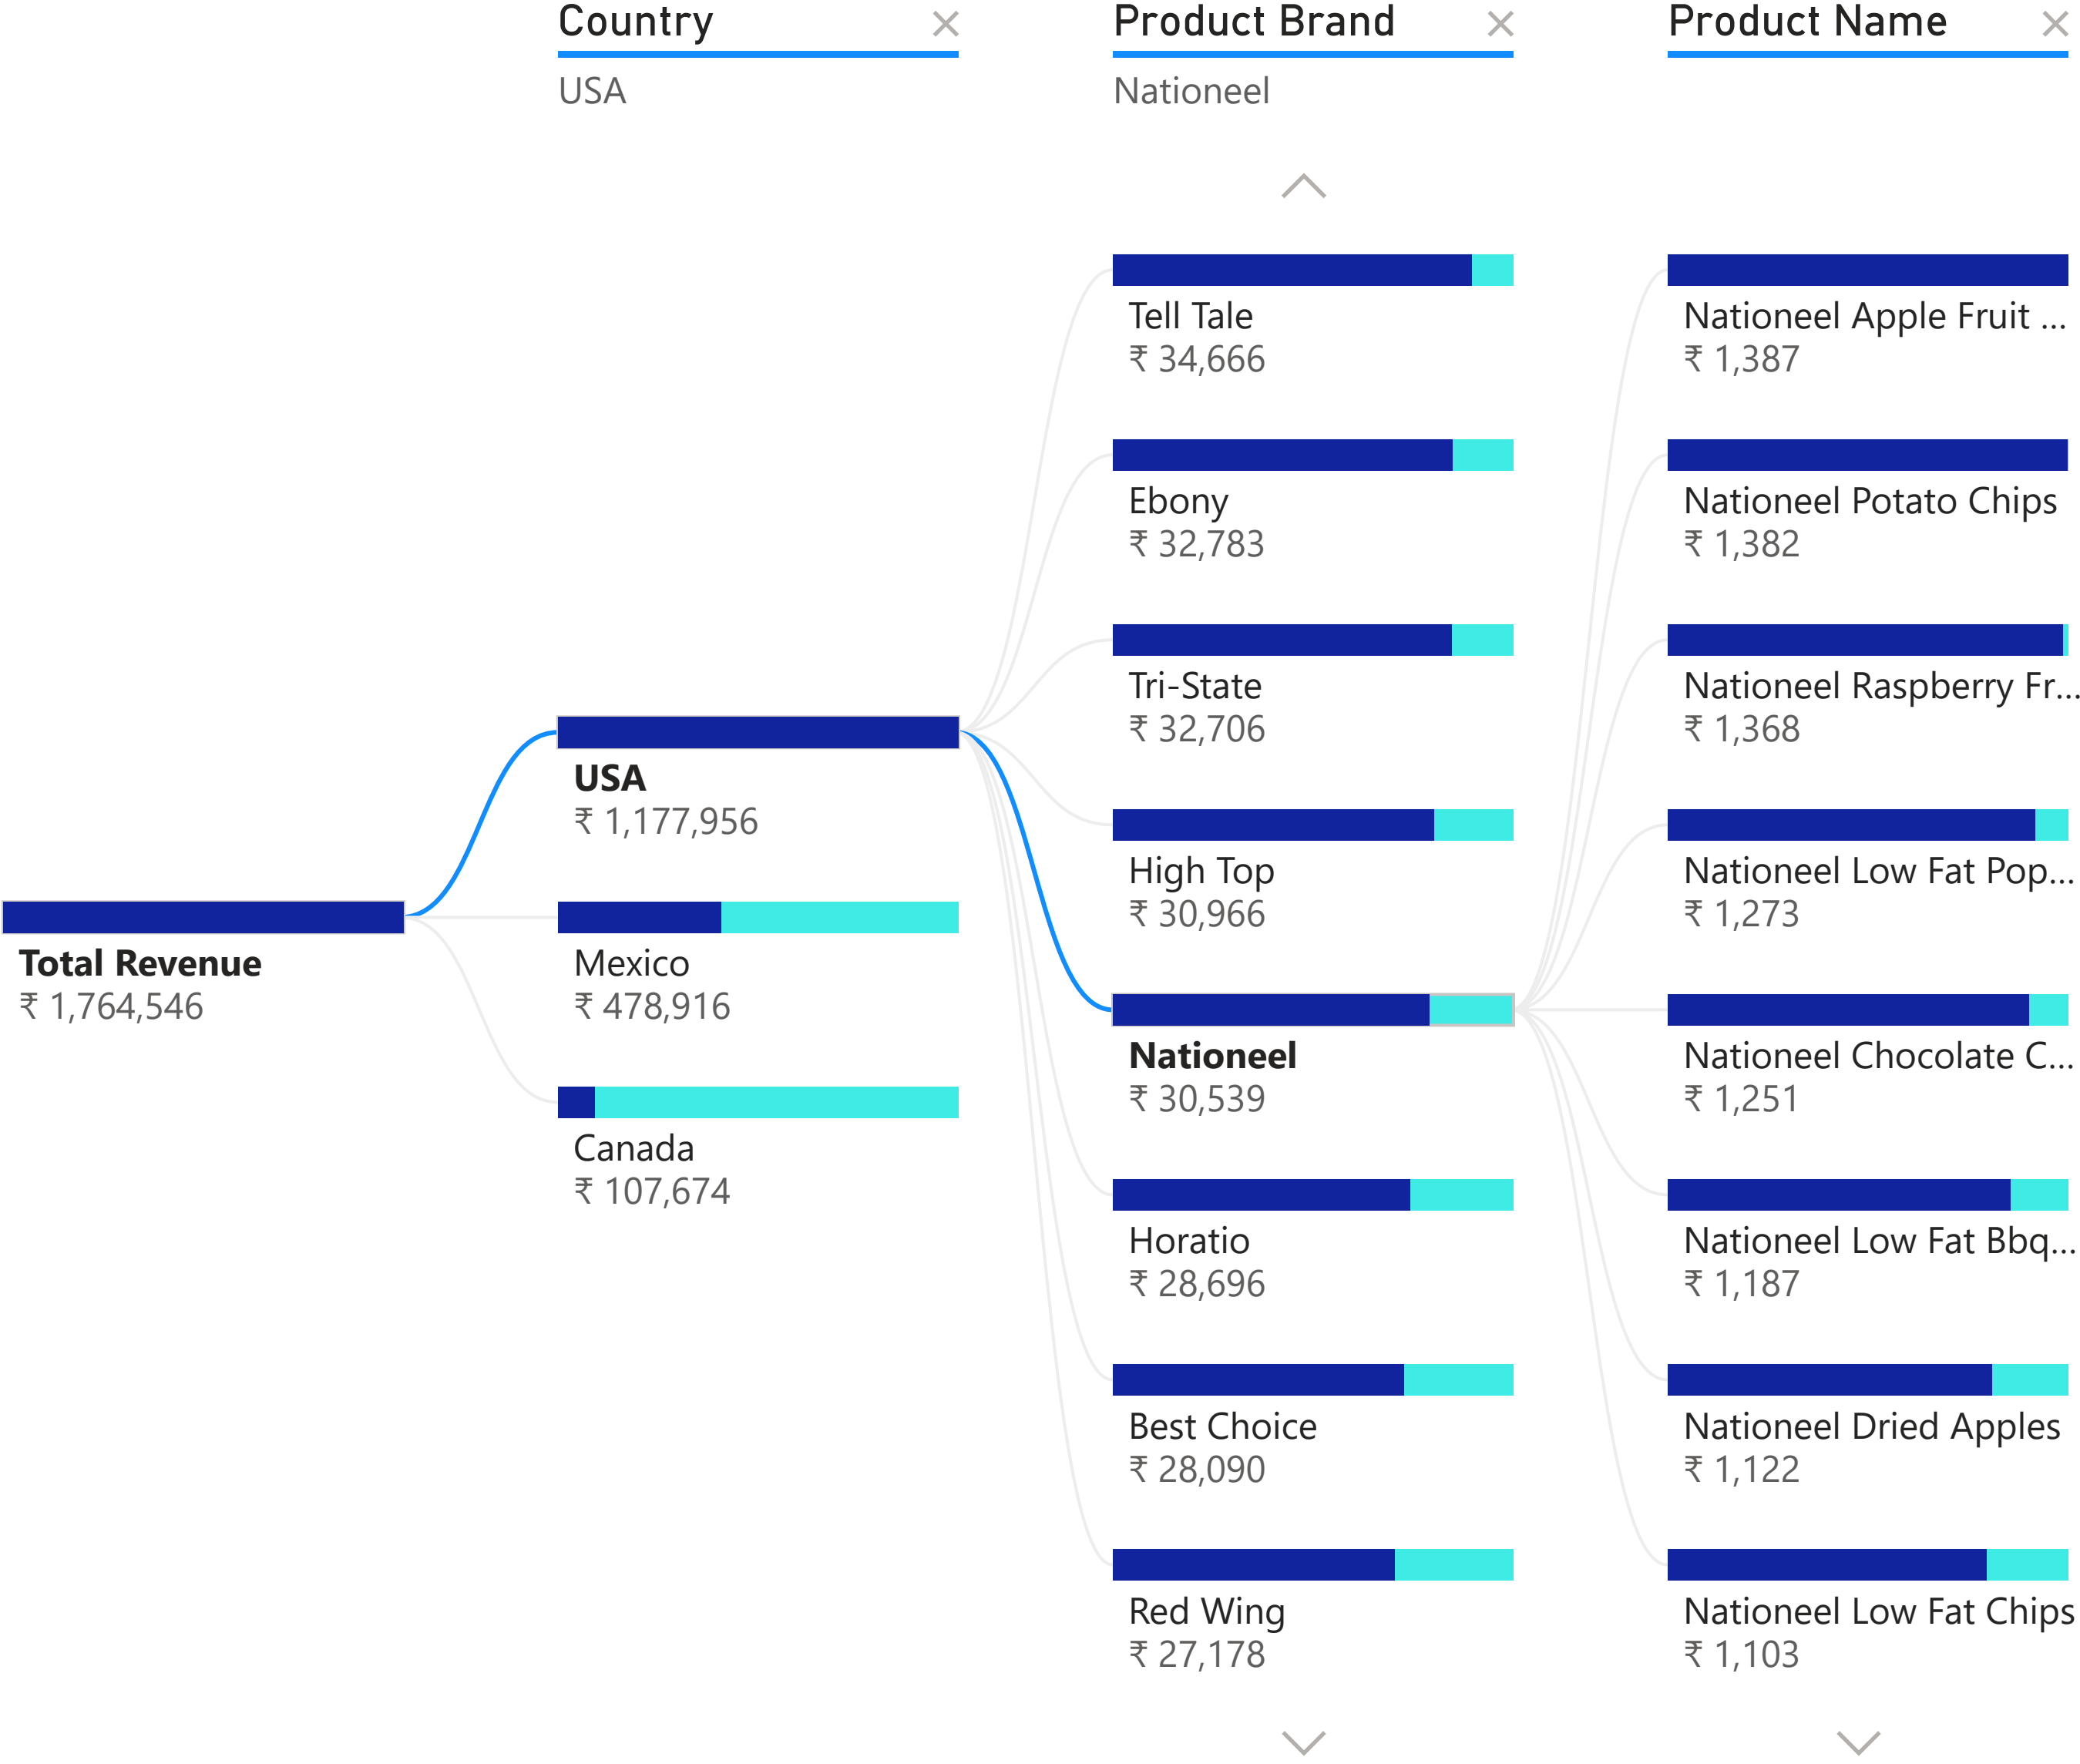 Country
USA
Product Brand
Nationeel
Product Name
Total Revenue
₹ 1,764,546
USA
₹ 1,177,956
Mexico
₹ 478,916
Canada
₹ 107,674
Tell Tale
₹ 34,666
Ebony
₹ 32,783
Tri-State
₹ 32,706
High Top
₹ 30,966
Nationeel
₹ 30,539
Horatio
₹ 28,696
Best Choice
₹ 28,090
Red Wing
₹ 27,178
Nationeel Apple Fruit ...
₹ 1,387
Nationeel Potato Chips
₹ 1,382
Nationeel Raspberry Fr...
₹ 1,368
Nationeel Low Fat Pop...
₹ 1,273
Nationeel Chocolate C...
₹ 1,251
Nationeel Low Fat Bbq...
₹ 1,187
Nationeel Dried Apples
₹ 1,122
Nationeel Low Fat Chips
₹ 1,103